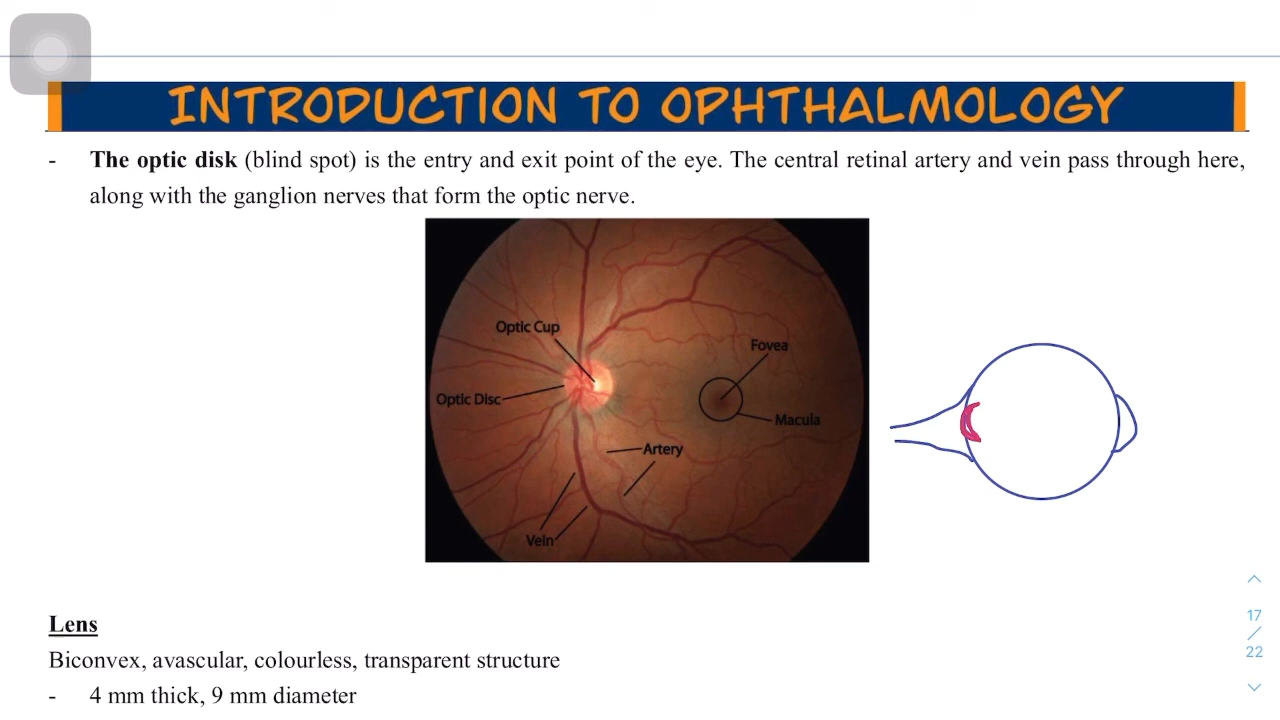 INTRODUCTION TO OPHTHALMOLOGY
- The optic disk (blind spot) is the entry and exit point of the eye. The central retinal artery and vein pass through here,
along with the ganglion nerves that form the optic nerve.
Optic Cup
Fovea
Optic Disc
Macula
Artery
Vein
17
/
22
Lens
Biconvex, avascular, colourless, transparent structure
- 4 mm thick, 9 mm diameter